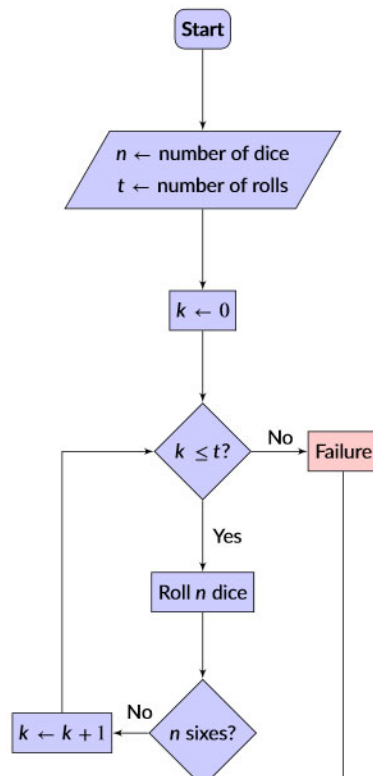 Start
n ← number of dice
t ← number of rolls
k ← 0
k ≤ t?
No
Failure
Yes
Roll n dice
No
n sixes?
k ← k + 1